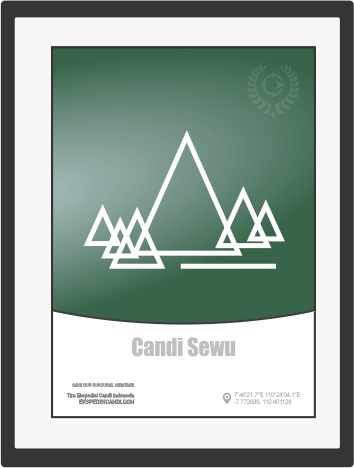 Candi Sewu
SAVE OUR CULTURAL HERITAGE
Tim Ekspedisi Candi Indonesia
EKSPEDISICANDI.COM
7°46'21.7"S 110°24'04.1"E
-7.772699, 110.401128